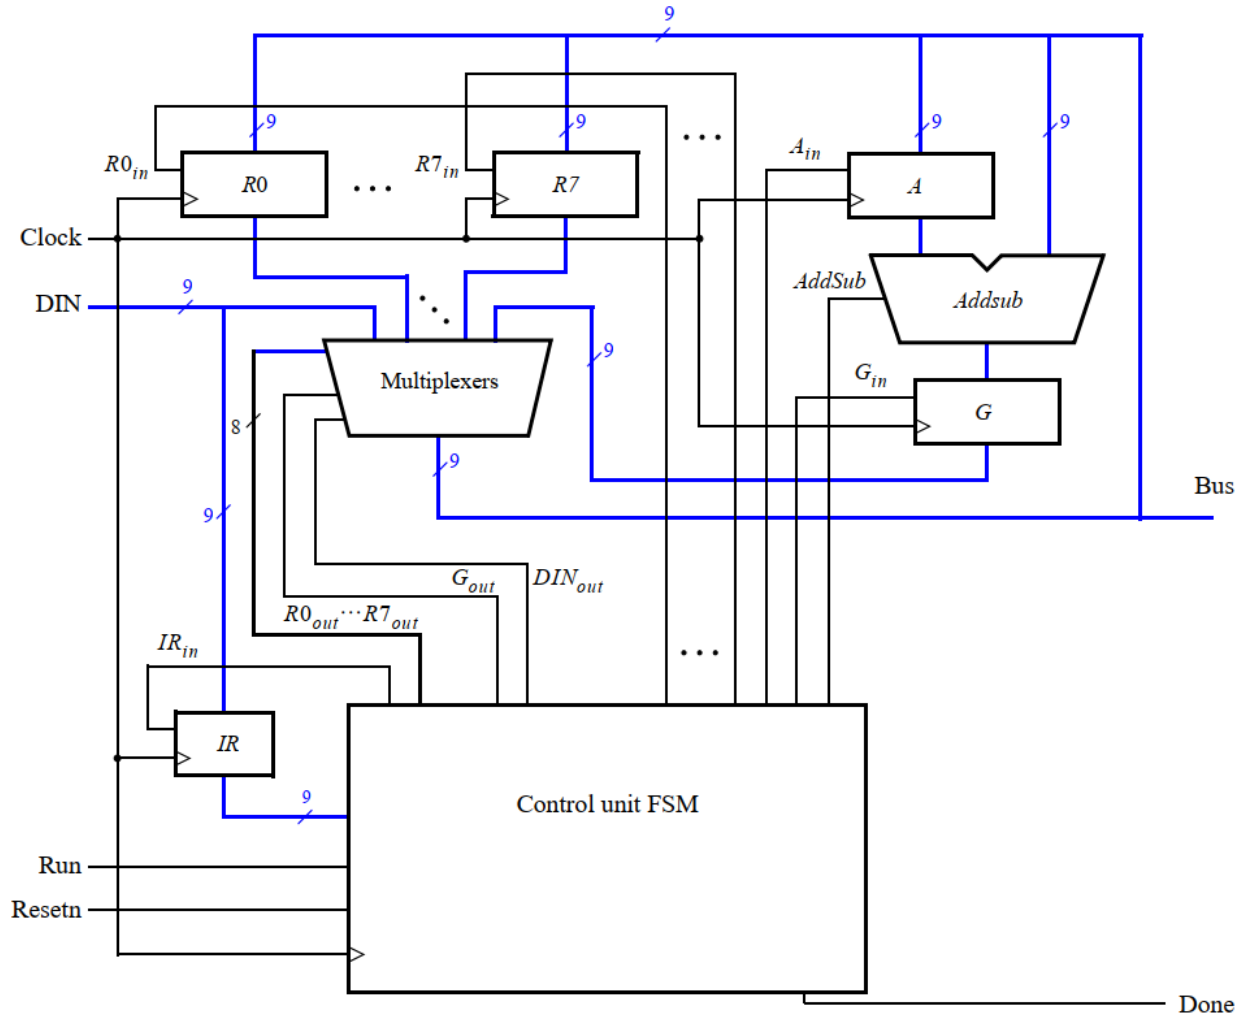 9
9 9 9 9
R0in R0 ... R7in R7 ... Ain A
Clock
DIN 9 ... AddSub Addsub
Multiplexers 9 Gin G
8
9
9 Bus
Gout DINout
R0out...R7out
IRin ...
IR
9 Control unit FSM
Run
Resetn
Done